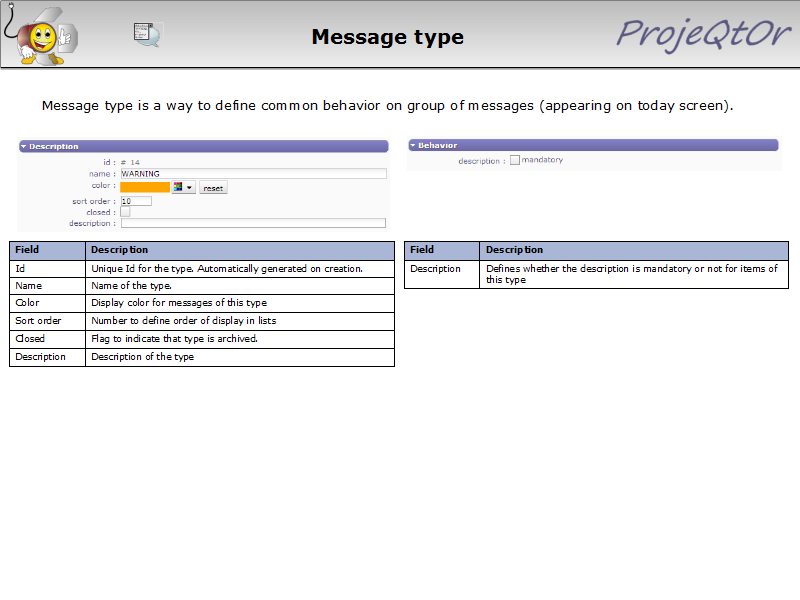 Message type
ProjeQtOr
Message type is a way to define common behavior on group of messages (appearing on today screen).
Description
id : # 14
name : WARNING
color :
reset
sort order : 10
closed :
description :
Behavior
description : mandatory
Field Description
Id Unique Id for the type. Automatically generated on creation.
Name Name of the type.
Color Display color for messages of this type
Sort order Number to define order of display in lists
Closed Flag to indicate that type is archived.
Description Description of the type
Field Description
Description Defines whether the description is mandatory or not for items of
this type